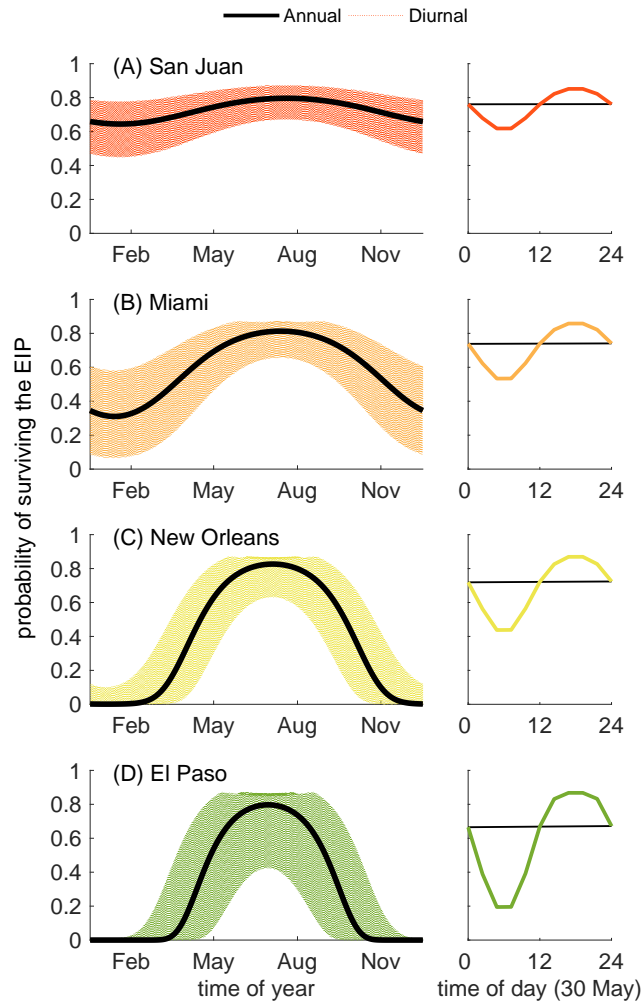 Annual Diurnal
(A) San Juan
1
0.8
0.6
0.4
0.2
0
Feb May Aug Nov
0 12 24
(B) Miami
1
0.8
0.6
0.4
0.2
0
Feb May Aug Nov
0 12 24
probability of surviving the EIP
(C) New Orleans
1
0.8
0.6
0.4
0.2
0
Feb May Aug Nov
0 12 24
(D) El Paso
1
0.8
0.6
0.4
0.2
0
Feb May Aug Nov
0 12 24
time of year
time of day (30 May)